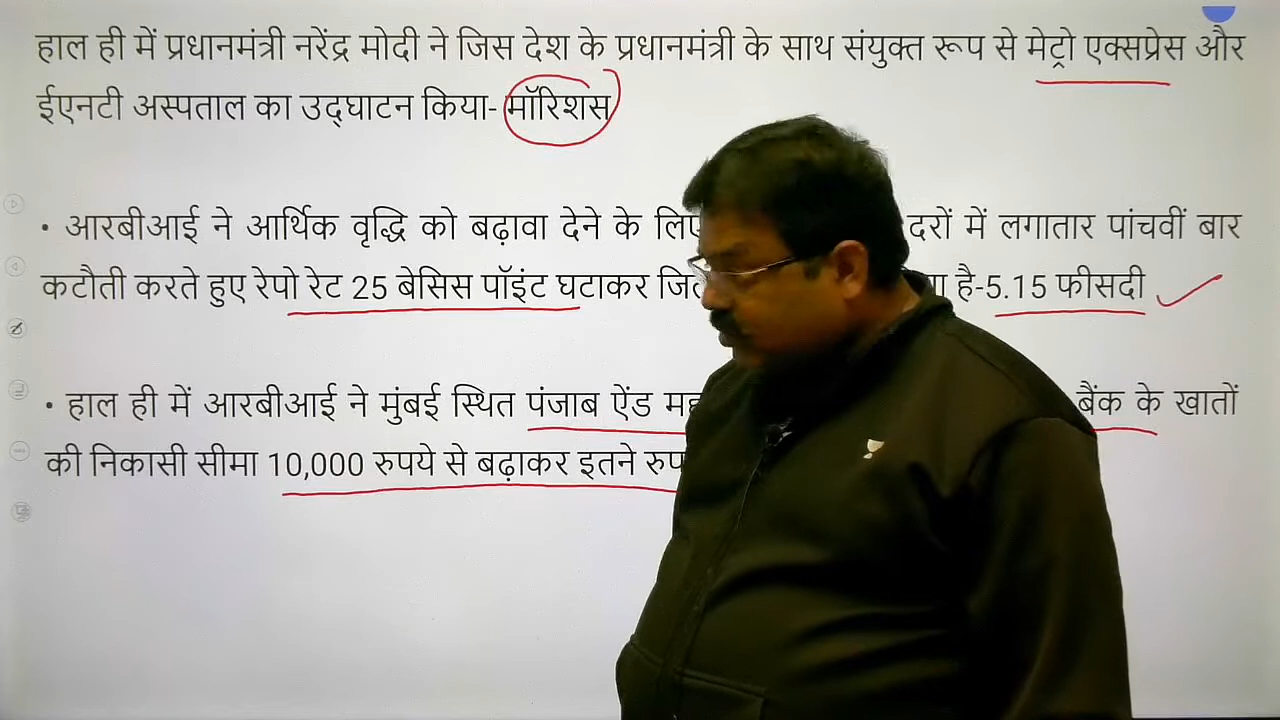 हाल ही में प्रधानमंत्री नरेंद्र मोदी ने जिस देश के प्रधानमंत्री के साथ संयुक्त रूप से मेट्रो एक्सप्रेस और
ईएनटी अस्पताल का उद्घाटन किया- मॉरिशस
• आरबीआई ने आर्थिक वृद्धि को बढ़ावा देने के लिए दरों में लगातार पांचवीं बार
कटौती करते हुए रेपो रेट 25 बेसिस पॉइंट घटाकर है-5.15 फीसदी
• हाल ही में आरबीआई ने मुंबई स्थित पंजाब ऐंड बैंक के खातों
की निकासी सीमा 10,000 रुपये से बढ़ाकर इतने